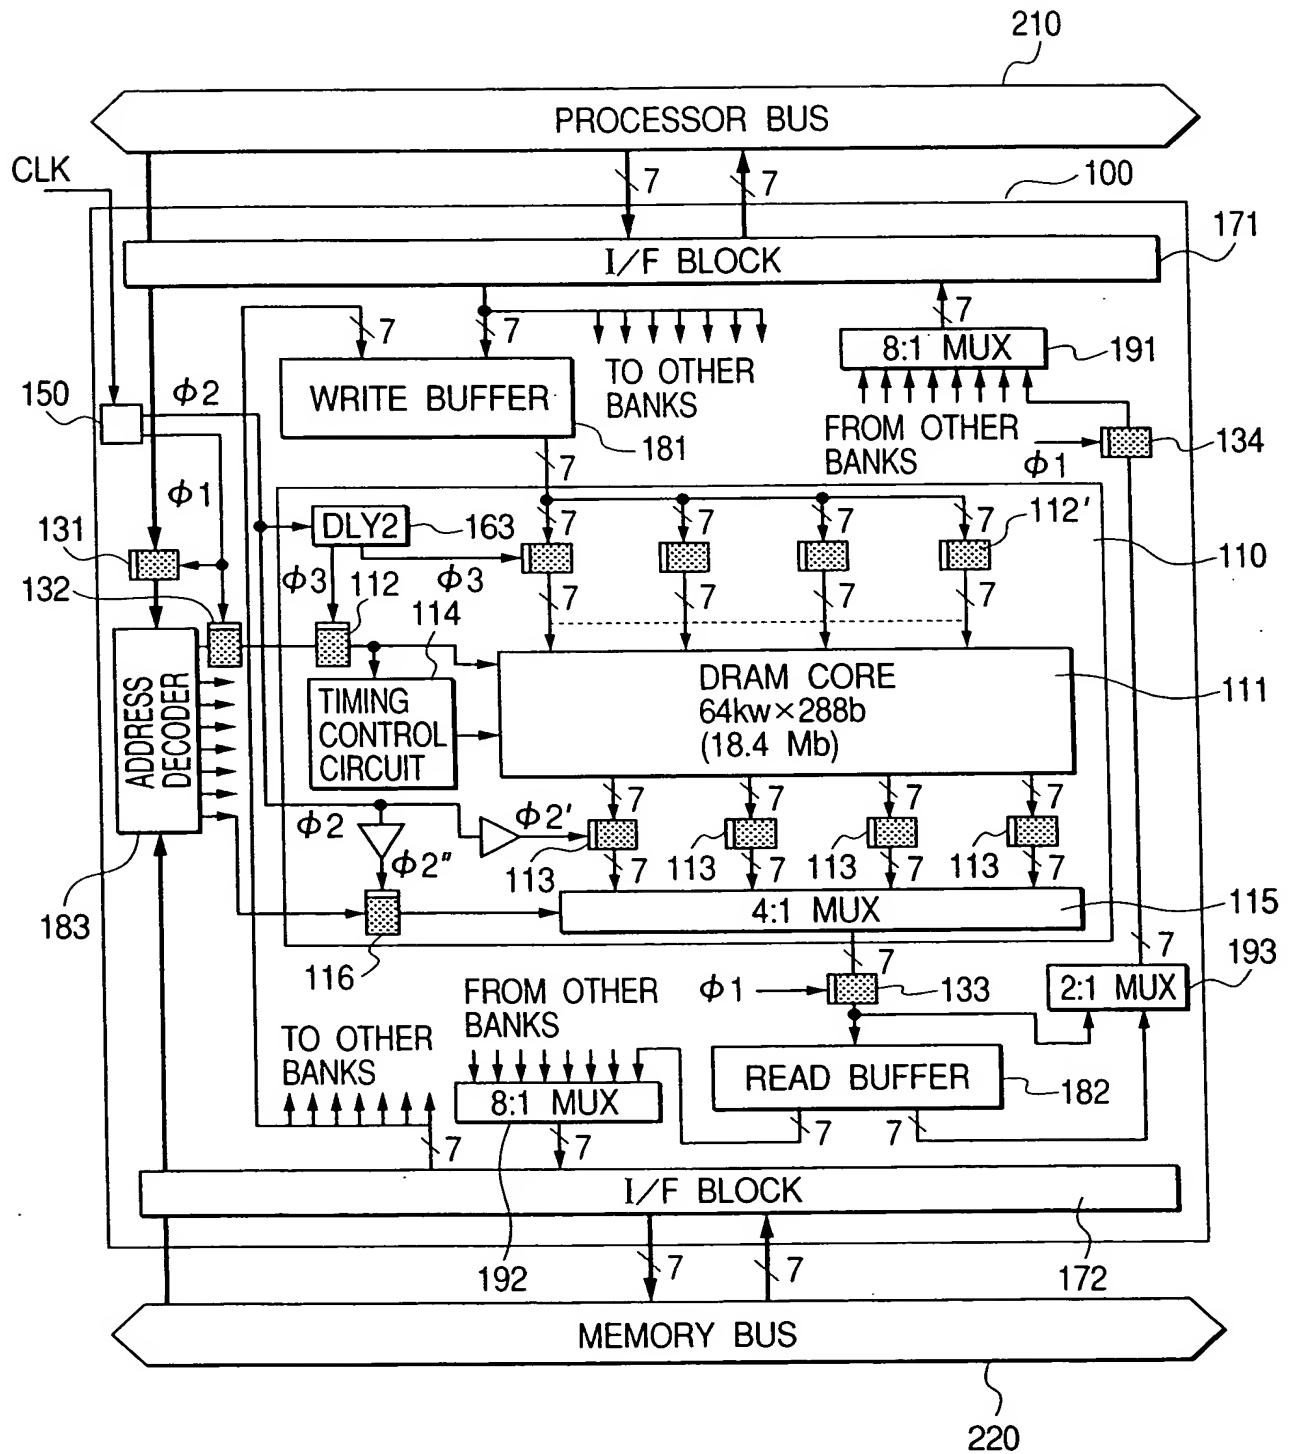 210
PROCESSOR BUS
CLK
7
7
100
171
I/F BLOCK
7
7
7
8:1 MUX
191
150
ϕ2
WRITE BUFFER
TO OTHER
BANKS
181
FROM OTHER
BANKS
134
ϕ1
7
ϕ1
131
DLY2
163
7
7
7
7
112'
110
132
ϕ3
112
ϕ3
114
7
7
7
7
ADDRESS
DECODER
TIMING
CONTROL
CIRCUIT
DRAM CORE
64kw×288b
(18.4 Mb)
111
ϕ2
ϕ2'
7
7
7
7
ϕ2"
113
113
113
113
7
7
7
7
183
4:1 MUX
115
116
7
7
193
FROM OTHER
BANKS
ϕ1
133
2:1 MUX
TO OTHER
BANKS
READ BUFFER
182
8:1 MUX
7
7
7
7
I/F BLOCK
192
7
7
172
MEMORY BUS
220